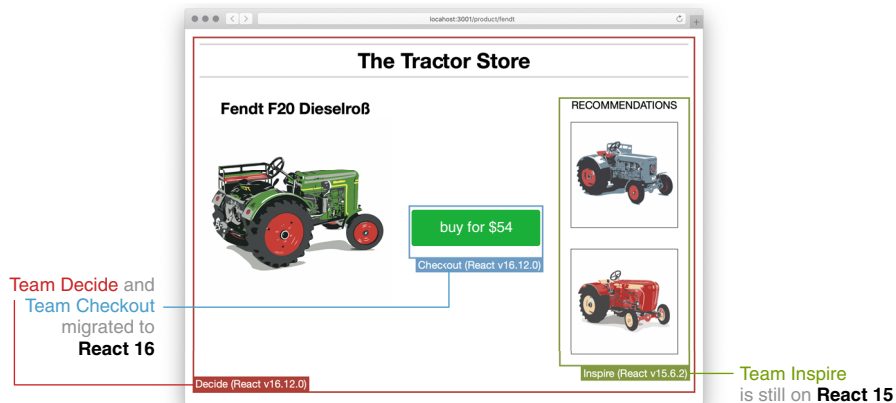 locahost:3001/product/fendt
The Tractor Store
Fendt F20 Dieselroß
RECOMMENDATIONS
buy for $54
Checkout (React v16.12.0)
Team Decide and
Team Checkout
migrated to
React 16
Decide (React v16.12.0)
Inspire (React v15.6.2)
Team Inspire
is still on React 15